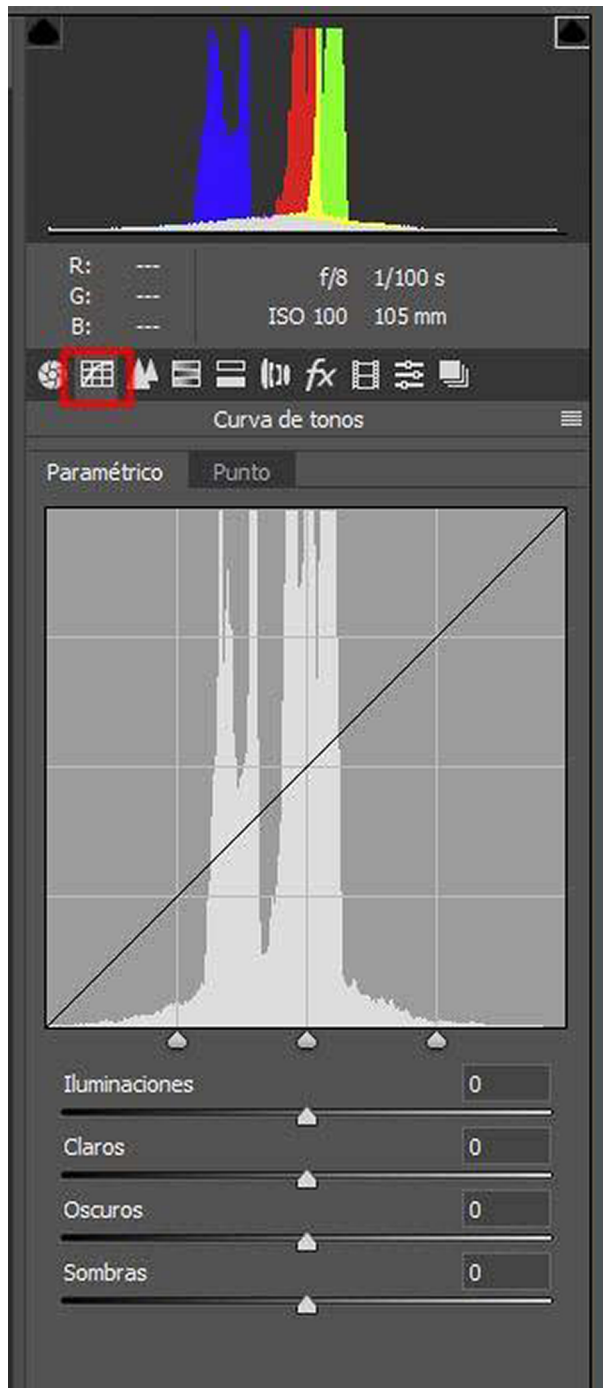 R: ---
G: ---
B: ---
f/8 1/100 s
ISO 100 105 mm
fx
Curva de tonos
Paramétrico Punto
Iluminaciones 0
Claros 0
Oscuros 0
Sombras 0